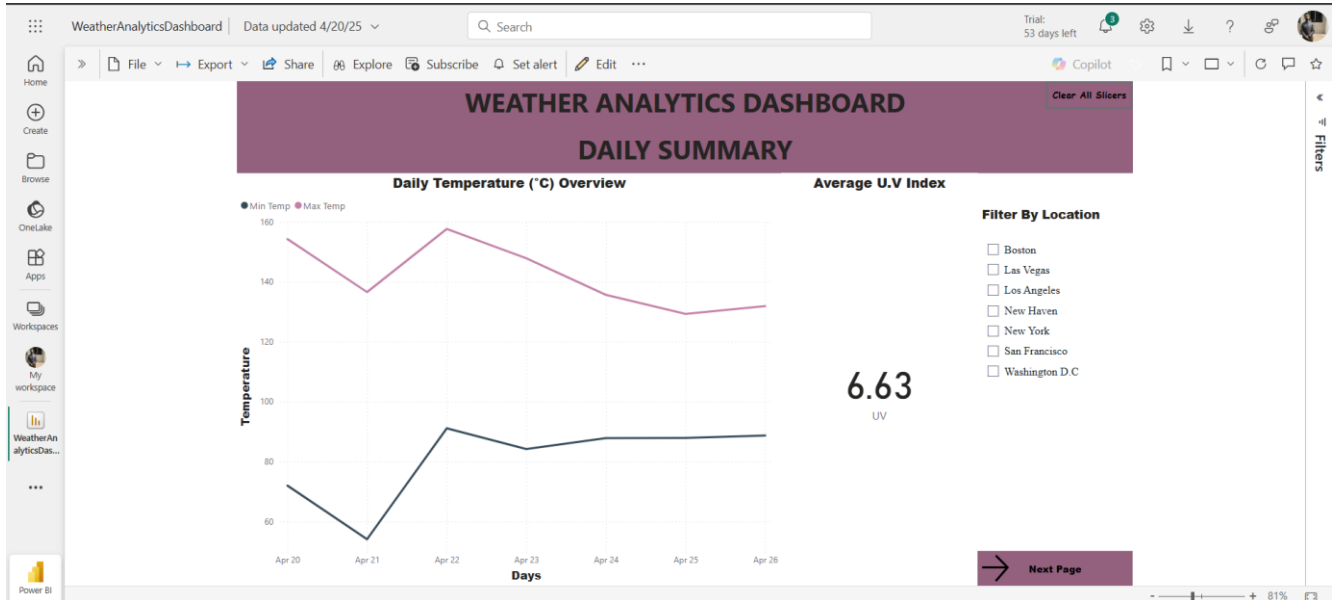 WeatherAnalyticsDashboard Data updated 4/20/25
Search
Trial:
53 days left
3
Home
Create
Browse
OneLake
Apps
Workspaces
My
workspace
WeatherAn
alyticsDas...
Power BI
File Export Share Explore Subscribe Set alert Edit
Copilot
WEATHER ANALYTICS DASHBOARD
DAILY SUMMARY
Clear All Slicers
Filters
Daily Temperature (°C) Overview
Min Temp Max Temp
160
140
120
100
80
60
Temperature
Apr 20 Apr 21 Apr 22 Apr 23 Apr 24 Apr 25 Apr 26
Days
Average U.V Index
6.63
UV
Filter By Location
Boston
Las Vegas
Los Angeles
New Haven
New York
San Francisco
Washington D.C
Next Page
- + 81%